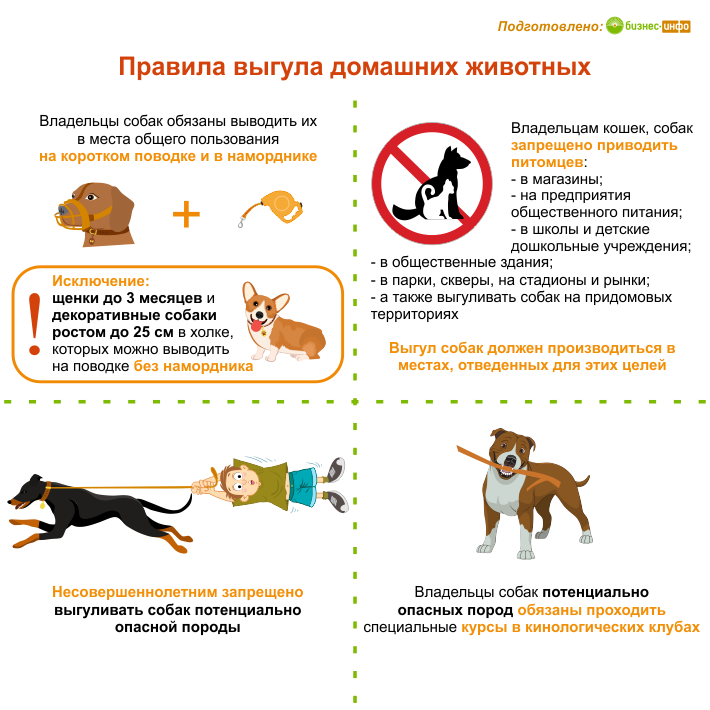 Подготовлено: бизнес-инфо
Правила выгула домашних животных
Владельцы собак обязаны выводить их
в места общего пользования
на коротком поводке и в наморднике
+
Исключение:
щенки до 3 месяцев и
декоративные собаки
ростом до 25 см в холке,
которых можно выводить
на поводке без намордника
!
Владельцам кошек, собак
запрещено приводить
питомцев:
- в магазины;
- на предприятия
общественного питания;
- в школы и детские
дошкольные учреждения;
- в общественные здания;
- в парки, скверы, на стадионы и рынки;
- а также выгуливать собак на придомовых
территориях
Выгул собак должен производиться в
местах, отведенных для этих целей
Несовершеннолетним запрещено
выгуливать собак потенциально
опасной породы
Владельцы собак потенциально
опасных пород обязаны проходить
специальные курсы в кинологических клубах